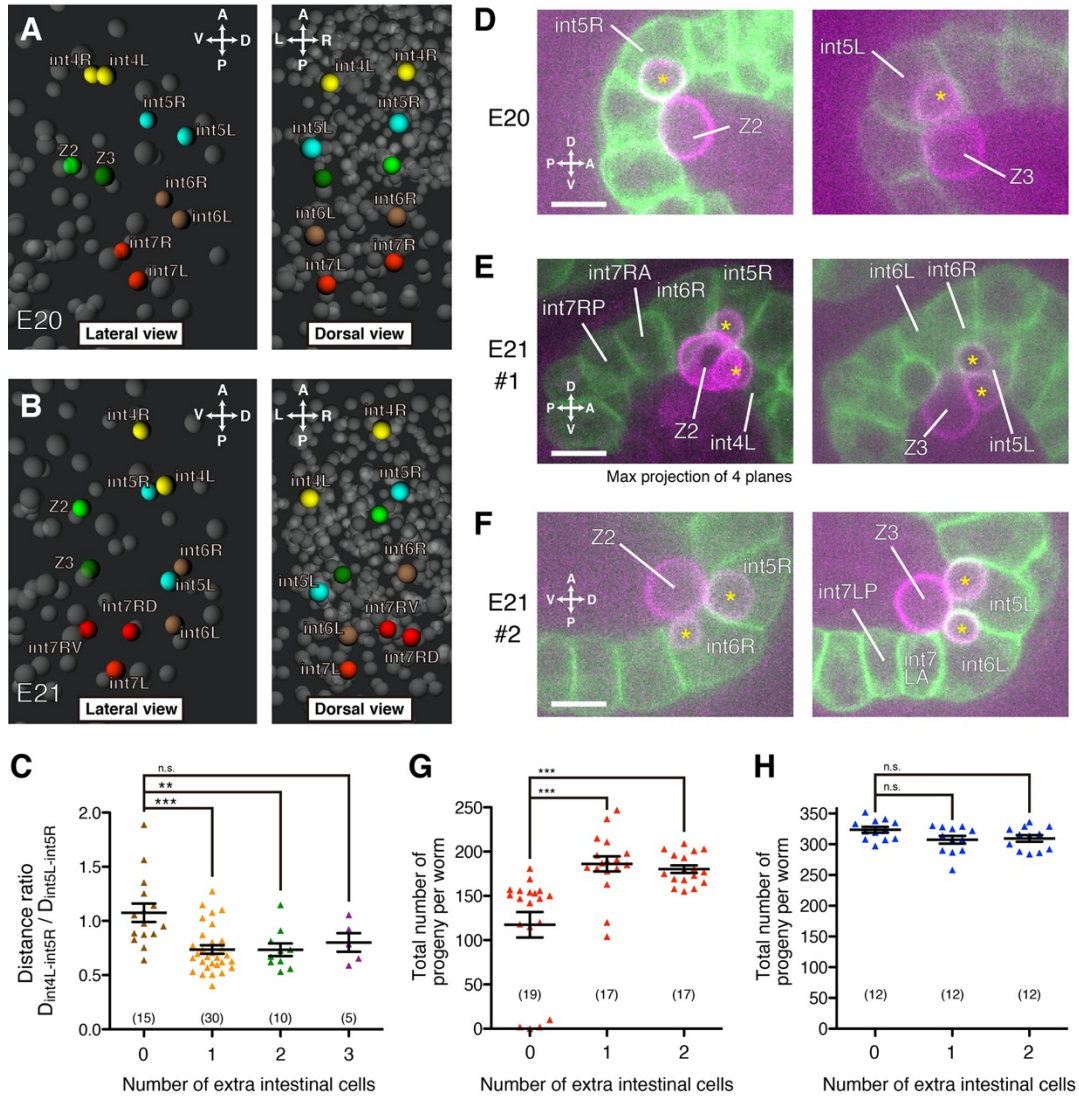 A
A
V D
P
int4R int4L
int5R
int5L
Z2
Z3
int6R
int6L
int7R
int7L
E20
Lateral view
A
L R
P
int4R
int4L
int5R
int5L
int6R
int6L
int7R
int7L
Dorsal view
B
A
V D
P
int4R
int5R
int4L
Z2
Z3
int6R
int5L
int7RD
int7RV
int6L
int7L
E21
Lateral view
A
L R
P
int4R
int4L
int5R
int5L
int6R
int7RV
int6L
int7RD
int7L
Dorsal view
C
n.s.
**
***
Distance ratio
Dint4L-int5R / Dint5L-int5R
2.0
1.5
1.0
0.5
0.0
(15) (30) (10) (5)
0 1 2 3
Number of extra intestinal cells
D
E20
int5R
*
Z2
D
P A
V
int5L
*
Z3
E
E21
#1
int7RA
int5R
int6R
int7RP
*
*
D
P A
V
Z2
int4L
int6L int6R
*
*
Z3
int5L
Max projection of 4 planes
F
E21
#2
Z2
A
V D
P
int5R
*
*
int6R
Z3
int7LP
*
int5L
*
int7
LA
int6L
G
***
***
Total number of
progeny per worm
250
200
150
100
50
0
(19) (17) (17)
0 1 2
Number of extra intestinal cells
H
n.s.
n.s.
Total number of
progeny per worm
350
300
250
200
150
100
50
0
(12) (12) (12)
0 1 2
Number of extra intestinal cells